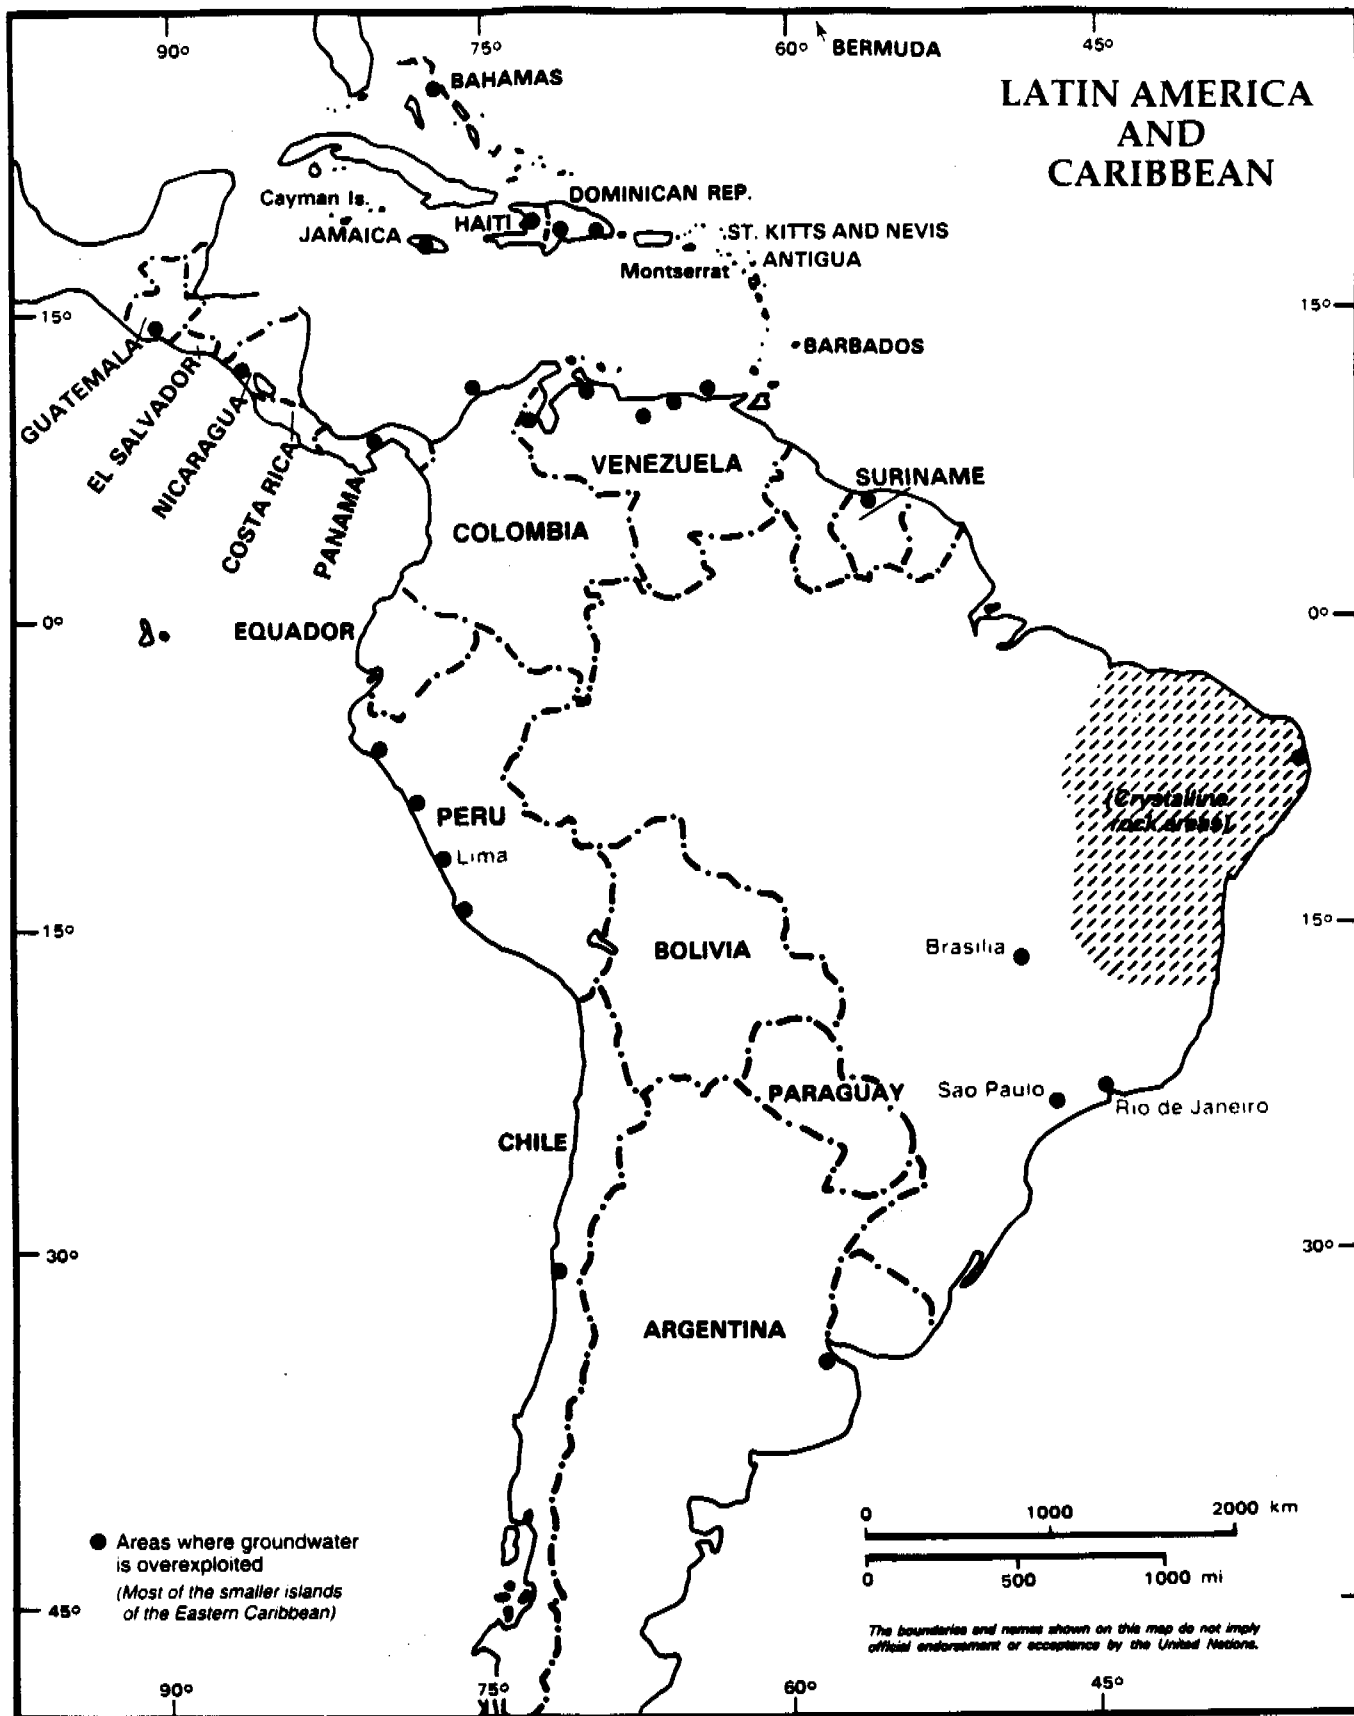 90° 75° 60° 45°
BERMUDA
LATIN AMERICA
AND
CARIBBEAN
BAHAMAS
Cayman Is.
DOMINICAN REP.
HAITI
JAMAICA
ST. KITTS AND NEVIS
ANTIGUA
Montserrat
15° 15°
BARBADOS
GUATEMALA
EL SALVADOR
NICARAGUA
COSTA RICA
PANAMA
VENEZUELA
SURINAME
COLOMBIA
0° 0°
EQUADOR
(Crystalline
rock areas)
PERU
Lima
15° 15°
BOLIVIA
Brasilia
PARAGUAY
Sao Paulo
Rio de Janeiro
CHILE
30° 30°
ARGENTINA
0 1000 2000 km
0 500 1000 mi
Areas where groundwater
is overexploited
(Most of the smaller islands
of the Eastern Caribbean)
45°
The boundaries and names shown on this map do not imply
official endorsement or acceptance by the United Nations.
90° 75° 60° 45°